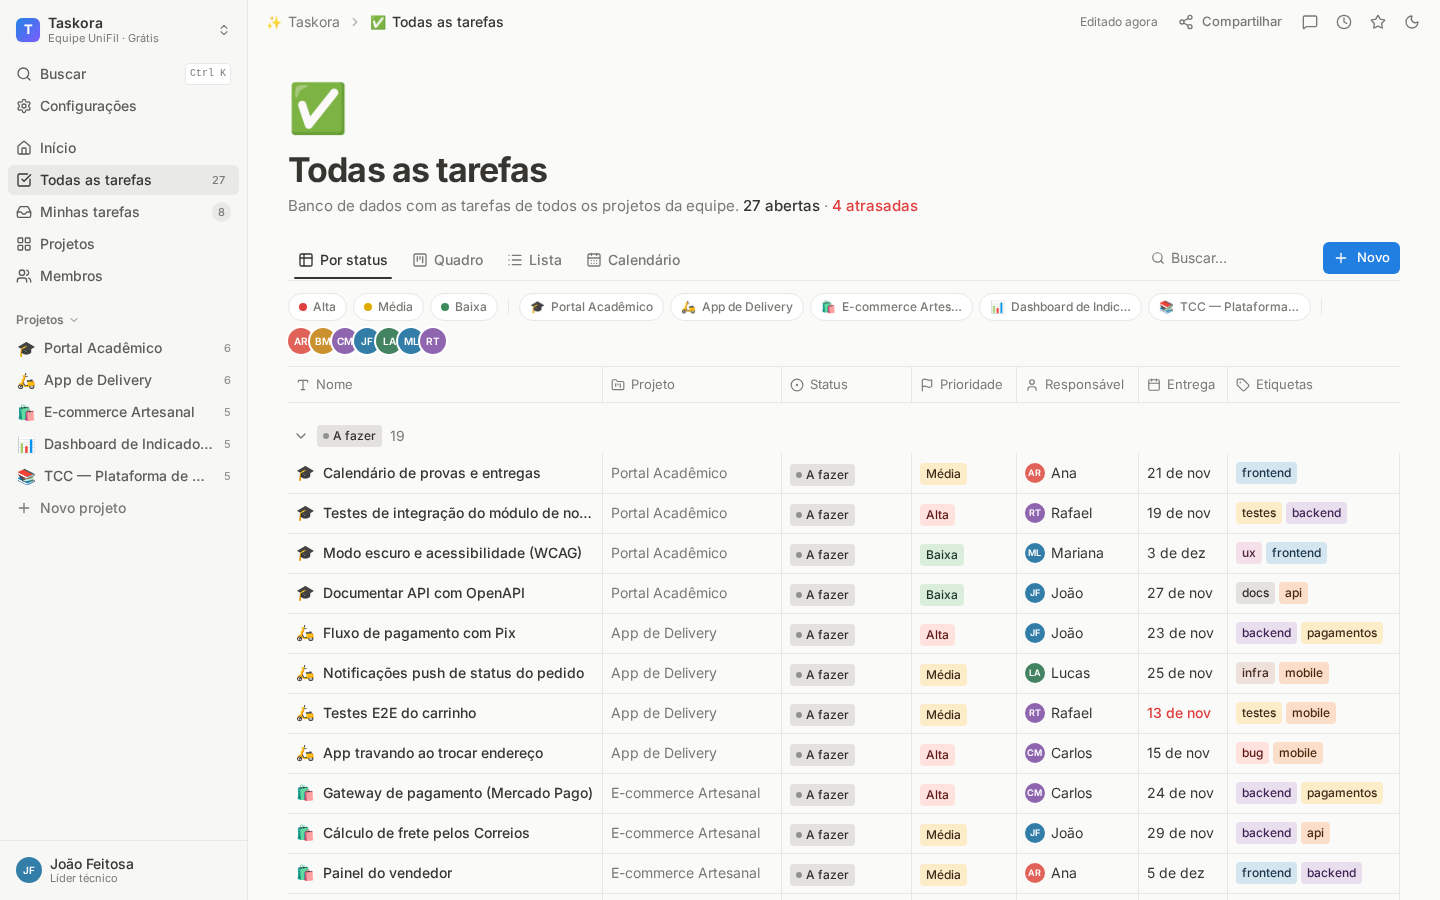 T
Taskora
Equipe UniFil · Grátis
Buscar
Ctrl K
Configurações
Início
Todas as tarefas
27
Minhas tarefas
8
Projetos
Membros
Projetos
Portal Acadêmico
6
App de Delivery
6
E-commerce Artesanal
5
Dashboard de Indicado...
5
TCC — Plataforma de ...
5
Novo projeto
JF
João Feitosa
Líder técnico
Taskora
Todas as tarefas
Editado agora
Compartilhar
Todas as tarefas
Banco de dados com as tarefas de todos os projetos da equipe. 27 abertas · 4 atrasadas
Por status
Quadro
Lista
Calendário
Buscar...
Novo
Alta
Média
Baixa
Portal Acadêmico
App de Delivery
E-commerce Artes...
Dashboard de Indic...
TCC — Plataforma...
AR BM CM JF LA ML RT
Nome Projeto Status Prioridade Responsável Entrega Etiquetas
A fazer 19
Calendário de provas e entregas Portal Acadêmico A fazer Média AR Ana 21 de nov frontend
Testes de integração do módulo de no... Portal Acadêmico A fazer Alta RT Rafael 19 de nov testes backend
Modo escuro e acessibilidade (WCAG) Portal Acadêmico A fazer Baixa ML Mariana 3 de dez ux frontend
Documentar API com OpenAPI Portal Acadêmico A fazer Baixa JF João 27 de nov docs api
Fluxo de pagamento com Pix App de Delivery A fazer Alta JF João 23 de nov backend pagamentos
Notificações push de status do pedido App de Delivery A fazer Média LA Lucas 25 de nov infra mobile
Testes E2E do carrinho App de Delivery A fazer Média RT Rafael 13 de nov testes mobile
App travando ao trocar endereço App de Delivery A fazer Alta CM Carlos 15 de nov bug mobile
Gateway de pagamento (Mercado Pago) E-commerce Artesanal A fazer Alta CM Carlos 24 de nov backend pagamentos
Cálculo de frete pelos Correios E-commerce Artesanal A fazer Média JF João 29 de nov backend api
Painel do vendedor E-commerce Artesanal A fazer Média AR Ana 5 de dez frontend backend